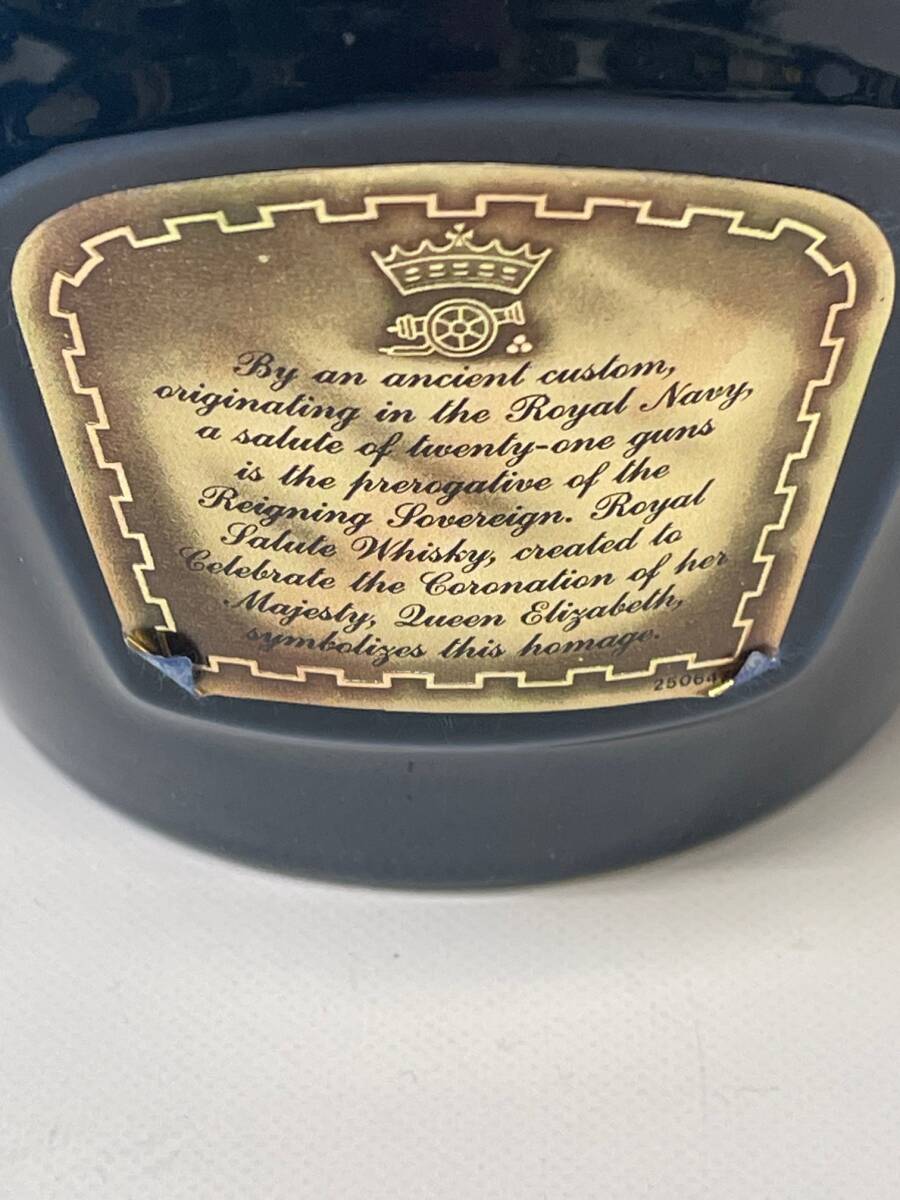 By an ancient custom,
originating in the Royal Navy,
a salute of twenty-one guns
is the prerogative of the
Reigning Sovereign. Royal
Salute Whisky, created to
Celebrate the Coronation of her
Majesty, Queen Elizabeth,
symbolizes this homage.